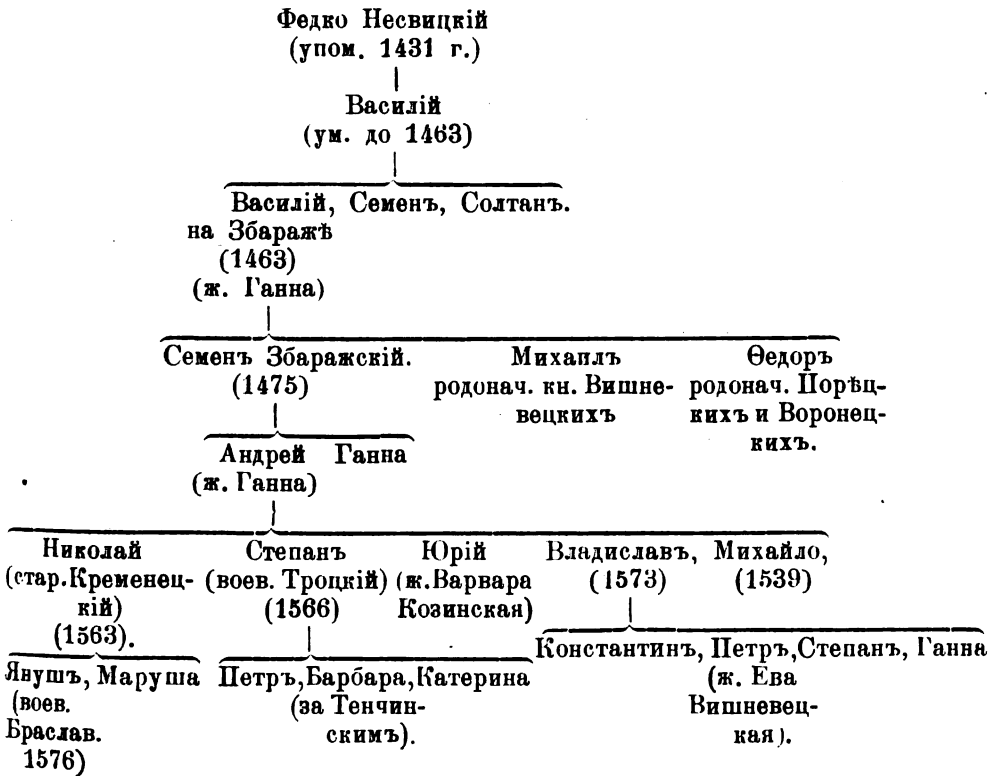 Федко Несвицкій
(упом. 1431 г.)
Василій
(ум. до 1463)
Василій, Семенъ, Солтанъ.
на Збаражѣ
(1463)
(ж. Ганна)
Семенъ Збаражскій.
(1475)
Михаилъ
родонач. кн. Вишне-
вецкихъ
Ѳедоръ
родонач. Порѣц-
кихъ и Воронец-
кихъ.
Андрей Ганна
(ж. Ганна)
Николай
(стар.Кременец-
кій)
(1563).
Степанъ
(воев. Троцкій)
(1566)
Юрій
(ж.Варвара
Козинская)
Владиславъ,
(1573)
Михайло,
(1539)
Янушъ, Маруша
(воев.
Браслав.
1576)
Петръ,Барбара,Катерина
(за Тенчин-
скимъ).
Константинъ, Петръ,Степанъ, Ганна
(ж. Ева
Вишневец-
кая).